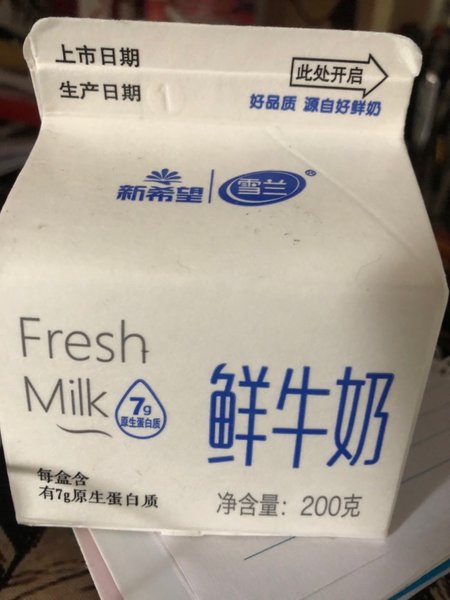 上市日期
生产日期
此处开启
好品质 源自好鲜奶
新希望 雪兰®
Fresh
Milk
7g
原生蛋白质
鲜牛奶
每盒含
有7g原生蛋白质
净含量：200克